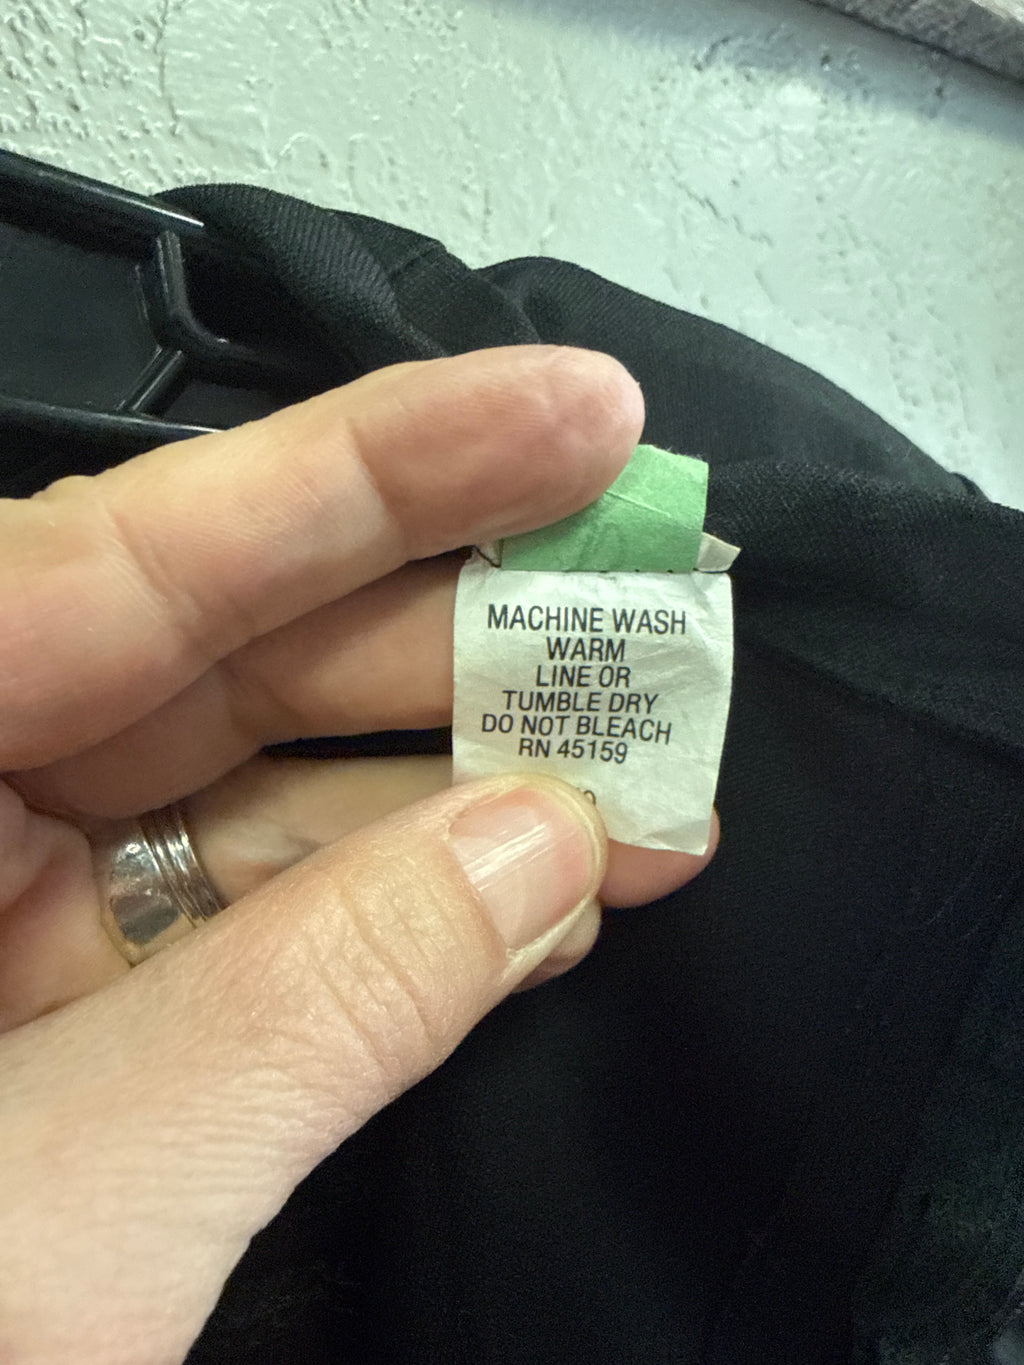 MACHINE WASH
WARM
LINE OR
TUMBLE DRY
DO NOT BLEACH
RN 45159